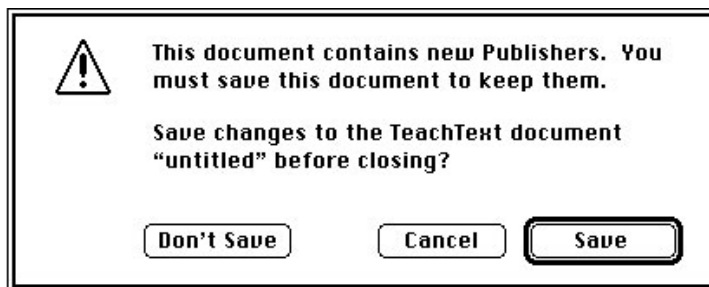 This document contains new Publishers.  You
must save this document to keep them.
Save changes to the TeachText document
“untitled” before closing?
Don't Save
Cancel
Save